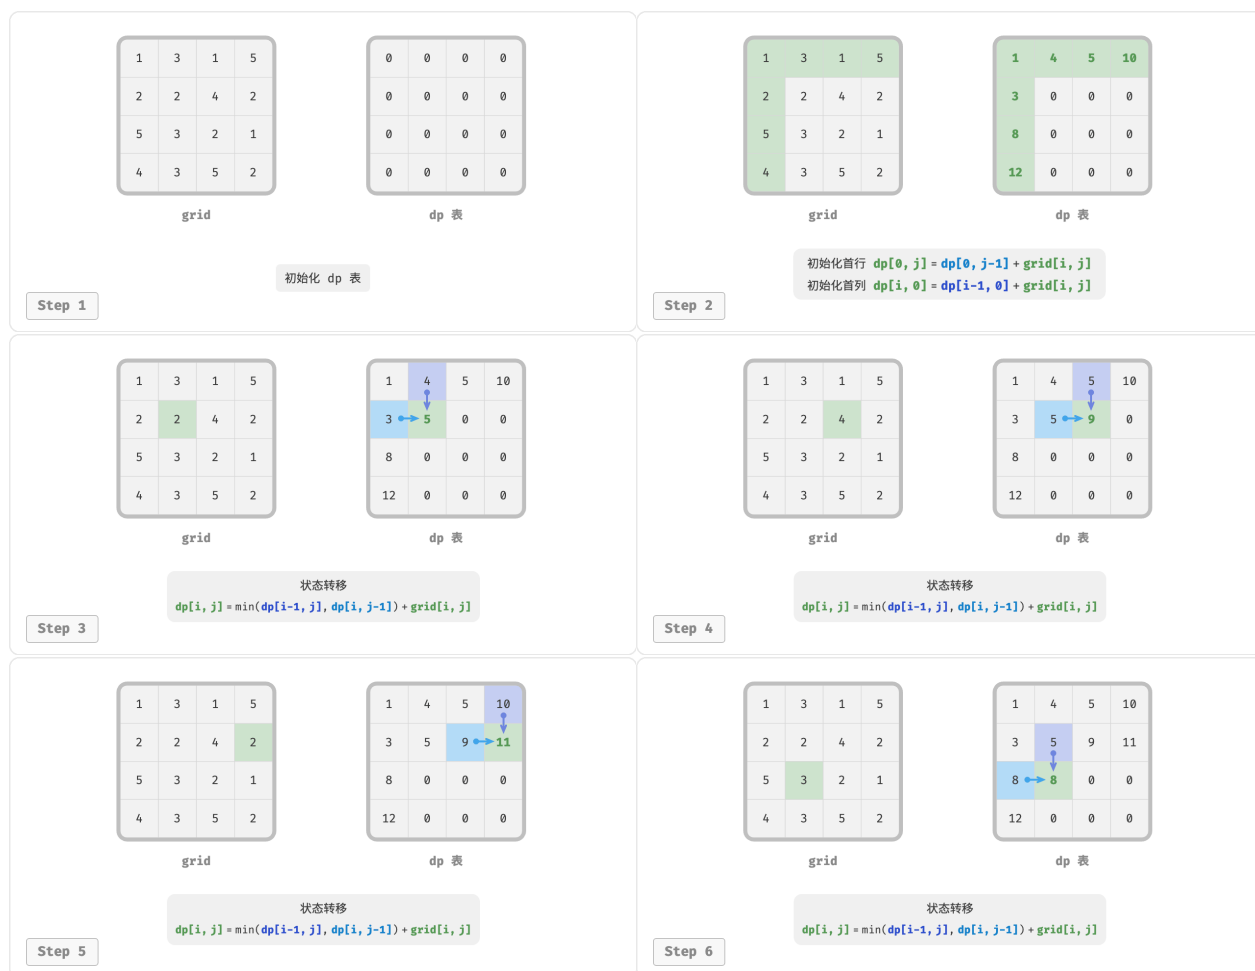 1 3 1 5
2 2 4 2
5 3 2 1
4 3 5 2
grid
0 0 0 0
0 0 0 0
0 0 0 0
0 0 0 0
dp 表
初始化 dp 表
Step 1
1 3 1 5
2 2 4 2
5 3 2 1
4 3 5 2
grid
1 4 5 10
3 0 0 0
8 0 0 0
12 0 0 0
dp 表
初始化首行 dp[0, j] = dp[0, j-1] + grid[i, j]
初始化首列 dp[i, 0] = dp[i-1, 0] + grid[i, j]
Step 2
1 3 1 5
2 2 4 2
5 3 2 1
4 3 5 2
grid
1 4 5 10
3 5 0 0
8 0 0 0
12 0 0 0
dp 表
状态转移
dp[i, j] = min(dp[i-1, j], dp[i, j-1]) + grid[i, j]
Step 3
1 3 1 5
2 2 4 2
5 3 2 1
4 3 5 2
grid
1 4 5 10
3 5 9 0
8 0 0 0
12 0 0 0
dp 表
状态转移
dp[i, j] = min(dp[i-1, j], dp[i, j-1]) + grid[i, j]
Step 4
1 3 1 5
2 2 4 2
5 3 2 1
4 3 5 2
grid
1 4 5 10
3 5 9 11
8 0 0 0
12 0 0 0
dp 表
状态转移
dp[i, j] = min(dp[i-1, j], dp[i, j-1]) + grid[i, j]
Step 5
1 3 1 5
2 2 4 2
5 3 2 1
4 3 5 2
grid
1 4 5 10
3 5 9 11
8 8 0 0
12 0 0 0
dp 表
状态转移
dp[i, j] = min(dp[i-1, j], dp[i, j-1]) + grid[i, j]
Step 6